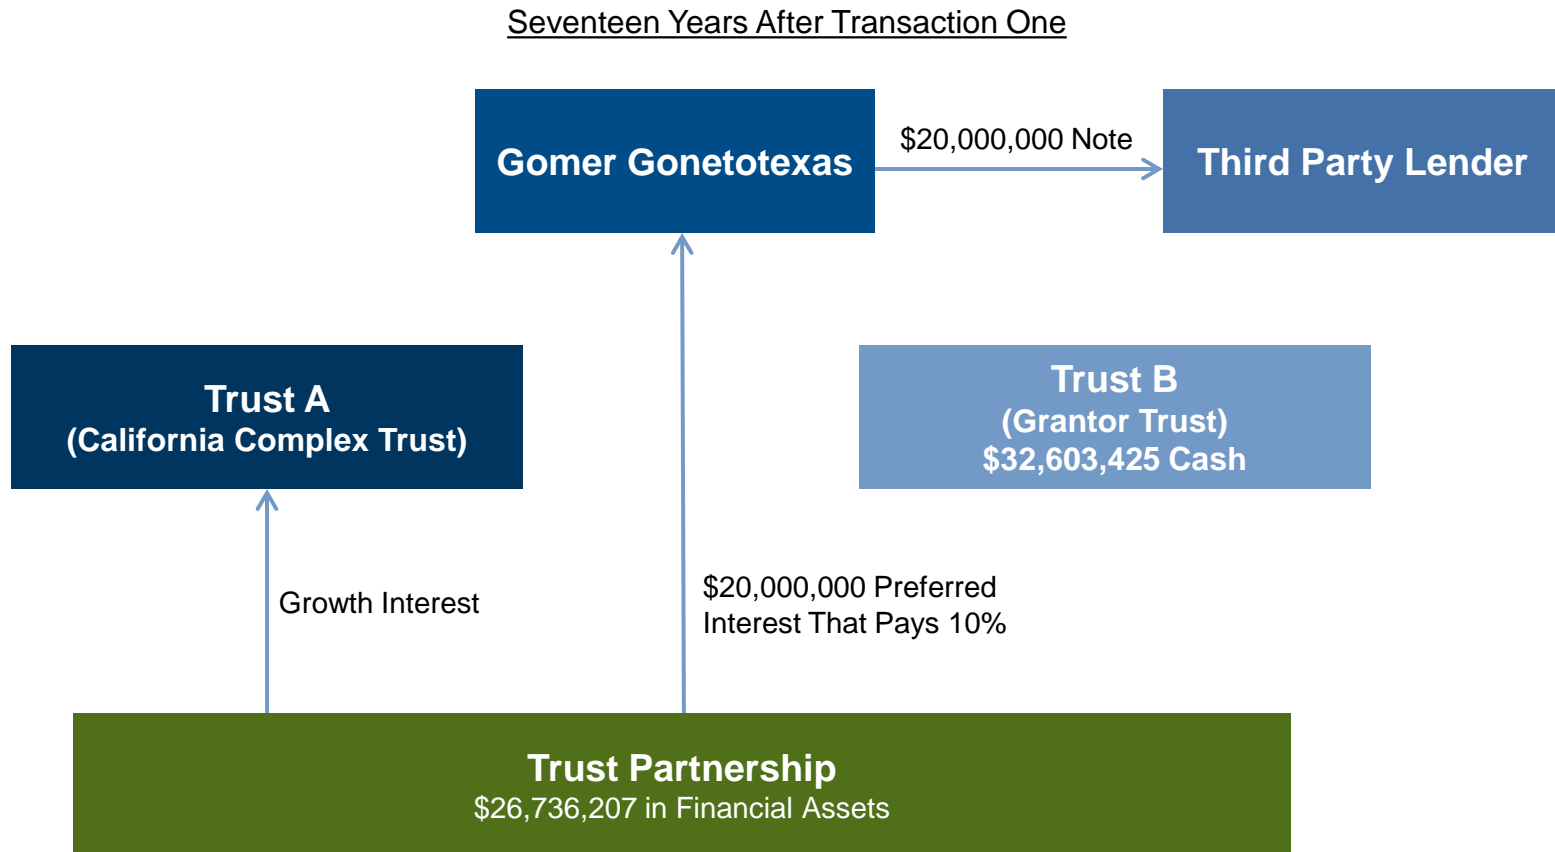 Seventeen Years After Transaction One
Gomer Gonetotexas
$20,000,000 Note
Third Party Lender
Trust A
(California Complex Trust)
Trust B
(Grantor Trust)
$32,603,425 Cash
Growth Interest
$20,000,000 Preferred
Interest That Pays 10%
Trust Partnership
$26,736,207 in Financial Assets